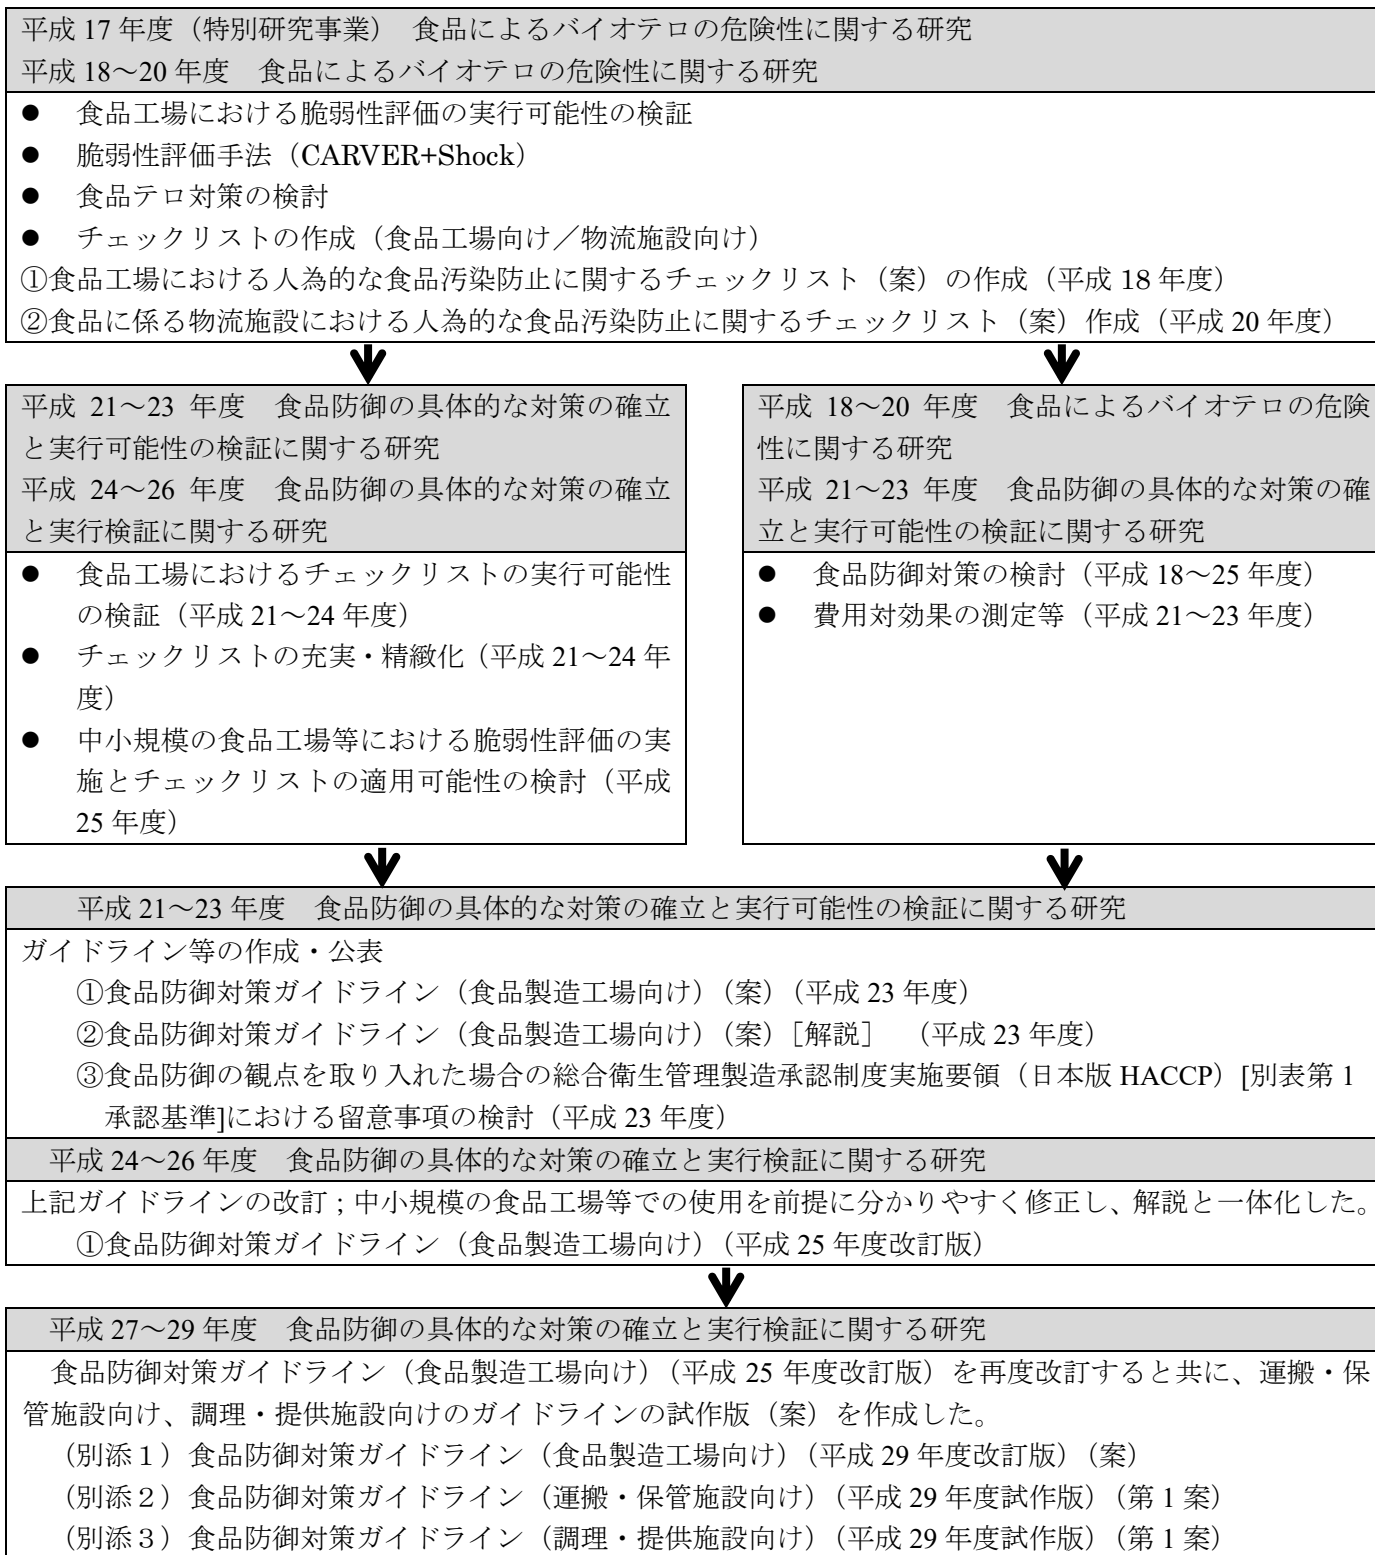 平成 17 年度（特別研究事業）　食品によるバイオテロの危険性に関する研究
平成 18～20 年度　食品によるバイオテロの危険性に関する研究
● 食品工場における脆弱性評価の実行可能性の検証
● 脆弱性評価手法（CARVER+Shock）
● 食品テロ対策の検討
● チェックリストの作成（食品工場向け／物流施設向け）
①食品工場における人為的な食品汚染防止に関するチェックリスト（案）の作成（平成 18 年度）
②食品に係る物流施設における人為的な食品汚染防止に関するチェックリスト（案）作成（平成 20 年度）
平成 21～23 年度　食品防御の具体的な対策の確立
と実行可能性の検証に関する研究
平成 24～26 年度　食品防御の具体的な対策の確立
と実行検証に関する研究
● 食品工場におけるチェックリストの実行可能性
の検証（平成 21～24 年度）
● チェックリストの充実・精緻化（平成 21～24 年
度）
● 中小規模の食品工場等における脆弱性評価の実
施とチェックリストの適用可能性の検討（平成
25 年度）
平成 18～20 年度　食品によるバイオテロの危険
性に関する研究
平成 21～23 年度　食品防御の具体的な対策の確
立と実行可能性の検証に関する研究
● 食品防御対策の検討（平成 18～25 年度）
● 費用対効果の測定等（平成 21～23 年度）
平成 21～23 年度　食品防御の具体的な対策の確立と実行可能性の検証に関する研究
ガイドライン等の作成・公表
①食品防御対策ガイドライン（食品製造工場向け）（案）（平成 23 年度）
②食品防御対策ガイドライン（食品製造工場向け）（案）［解説］　（平成 23 年度）
③食品防御の観点を取り入れた場合の総合衛生管理製造承認制度実施要領（日本版 HACCP）[別表第 1
承認基準]における留意事項の検討（平成 23 年度）
平成 24～26 年度　食品防御の具体的な対策の確立と実行検証に関する研究
上記ガイドラインの改訂；中小規模の食品工場等での使用を前提に分かりやすく修正し、解説と一体化した。
①食品防御対策ガイドライン（食品製造工場向け）（平成 25 年度改訂版）
平成 27～29 年度　食品防御の具体的な対策の確立と実行検証に関する研究
食品防御対策ガイドライン（食品製造工場向け）（平成 25 年度改訂版）を再度改訂すると共に、運搬・保
管施設向け、調理・提供施設向けのガイドラインの試作版（案）を作成した。
（別添１）食品防御対策ガイドライン（食品製造工場向け）（平成 29 年度改訂版）（案）
（別添２）食品防御対策ガイドライン（運搬・保管施設向け）（平成 29 年度試作版）（第 1 案）
（別添３）食品防御対策ガイドライン（調理・提供施設向け）（平成 29 年度試作版）（第 1 案）